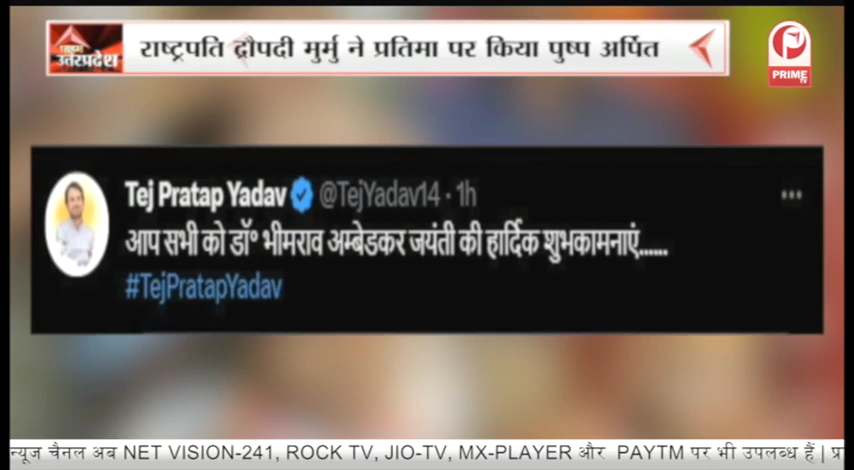 प्राइम
उत्तरप्रदेश
राष्ट्रपति द्रौपदी मुर्मु ने प्रतिमा पर किया पुष्प अर्पित
PRIME
TV
Tej Pratap Yadav @TejYadav14 · 1h
आप सभी को डॉ° भीमराव अम्बेडकर जयंती की हार्दिक शुभकामनाएं......
#TejPratapYadav
न्यूज चैनल अब NET VISION-241, ROCK TV, JIO-TV, MX-PLAYER और PAYTM पर भी उपलब्ध हैं | प्रा